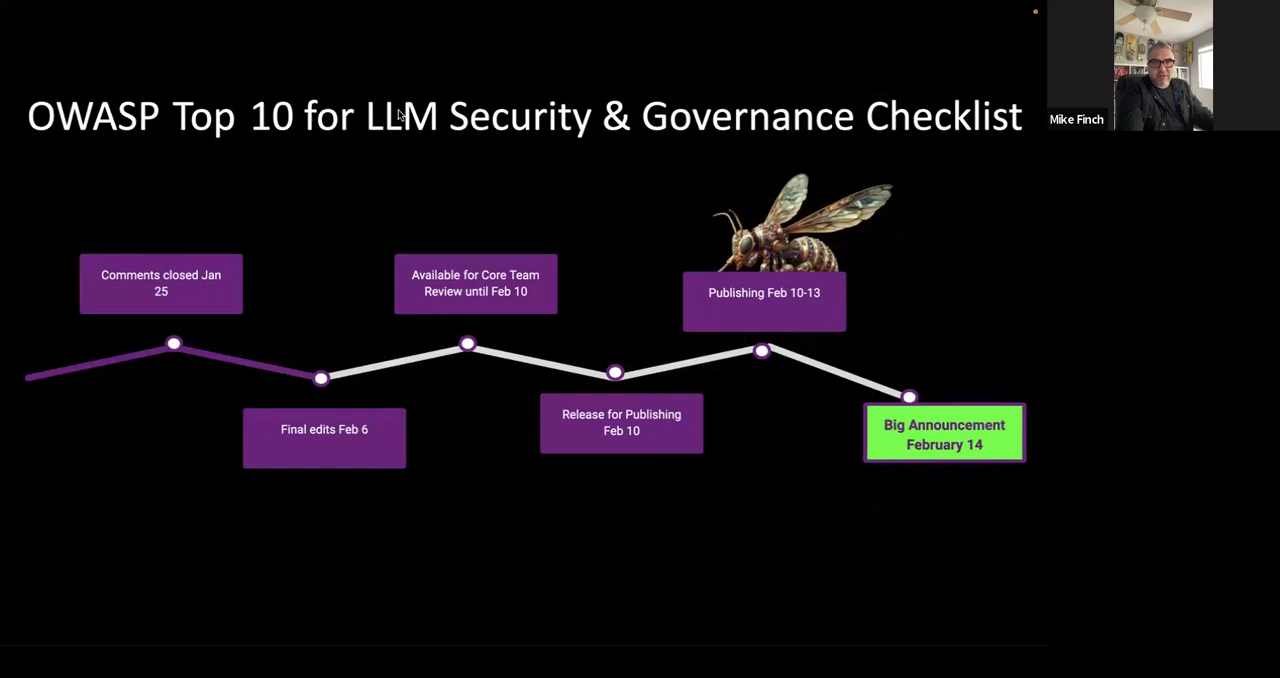 OWASP Top 10 for LLM Security & Governance Checklist
Mike Finch
Comments closed Jan
25
Available for Core Team
Review until Feb 10
Publishing Feb 10-13
Final edits Feb 6
Release for Publishing
Feb 10
Big Announcement
February 14